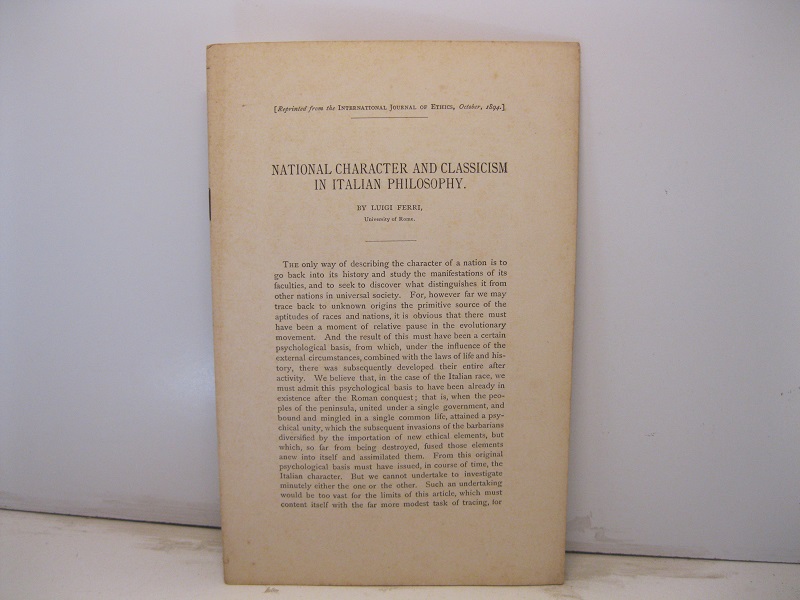 [Reprinted from the INTERNATIONAL JOURNAL OF ETHICS, October, 1894.]
NATIONAL CHARACTER AND CLASSICISM
IN ITALIAN PHILOSOPHY.
BY LUIGI FERRI,
University of Rome.
THE only way of describing the character of a nation is to
go back into its history and study the manifestations of its
faculties, and to seek to discover what distinguishes it from
other nations in universal society. For, however far we may
trace back to unknown origins the primitive source of the
aptitudes of races and nations, it is obvious that there must
have been a moment of relative pause in the evolutionary
movement. And the result of this must have been a certain
psychological basis, from which, under the influence of the
external circumstances, combined with the laws of life and his-
tory, there was subsequently developed their entire after
activity. We believe that, in the case of the Italian race, we
must admit this psychological basis to have been already in
existence after the Roman conquest; that is, when the peo-
ples of the peninsula, united under a single government, and
bound and mingled in a single common life, attained a psy-
chical unity, which the subsequent invasions of the barbarians
diversified by the importation of new ethical elements, but
which, so far from being destroyed, fused those elements
anew into itself and assimilated them. From this original
psychological basis must have issued, in course of time, the
Italian character. But we cannot undertake to investigate
minutely either the one or the other. Such an undertaking
would be too vast for the limits of this article, which must
content itself with the far more modest task of tracing, for